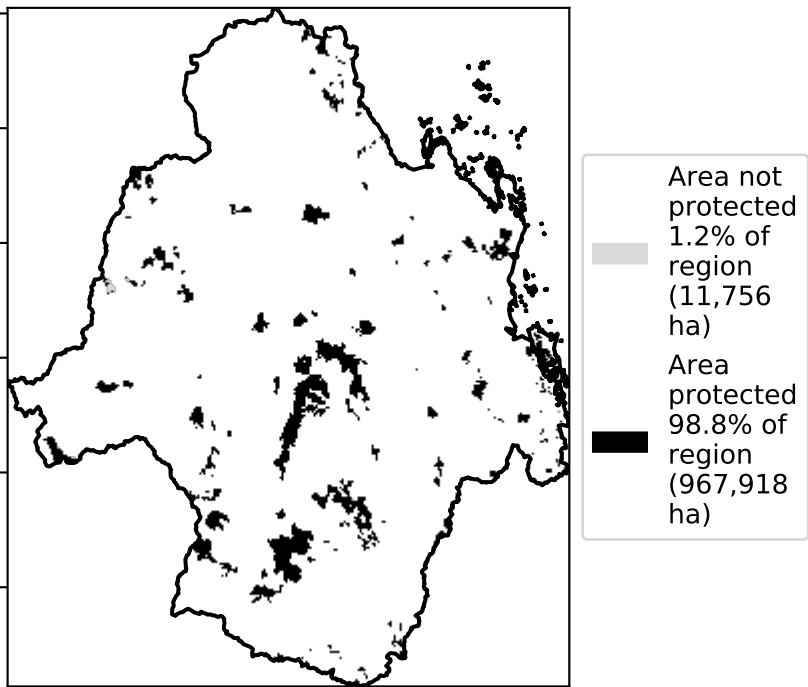 Area not
protected
1.2% of
region
(11,756
ha)
Area
protected
98.8% of
region
(967,918
ha)